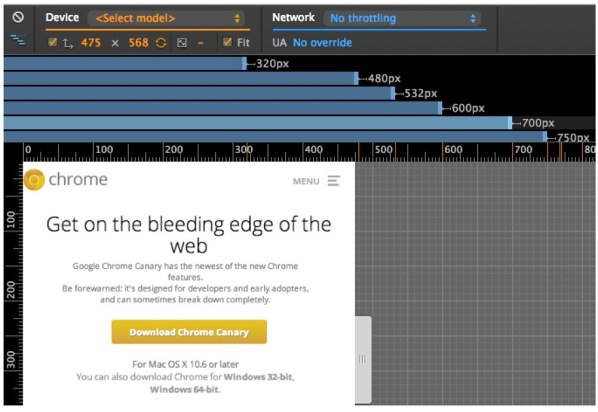 Device <Select model> Network No throttling
475 × 568 – Fit UA No override
320px
480px
532px
600px
700px
750px
0 100 200 300 400 500 600 700 80
chrome MENU
100
200
300
Get on the bleeding edge of the
web
Google Chrome Canary has the newest of the new Chrome
features.
Be forewarned: it's designed for developers and early adopters,
and can sometimes break down completely.
Download Chrome Canary
For Mac OS X 10.6 or later
You can also download Chrome for Windows 32-bit,
Windows 64-bit.